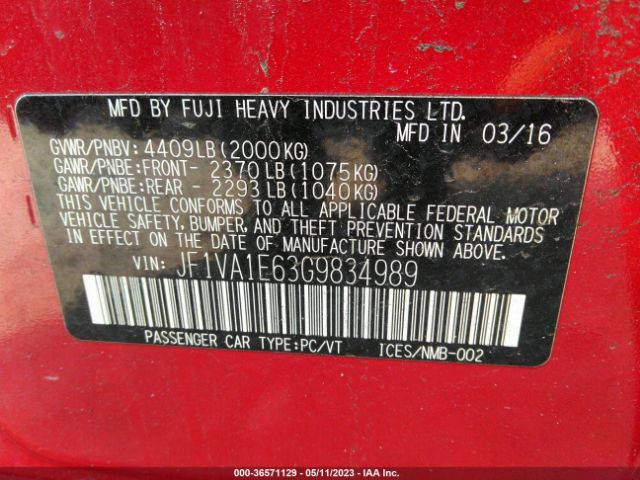 MFD BY FUJI HEAVY INDUSTRIES LTD.
MFD IN 03/16
GVWR/PNBV: 4409LB(2000KG)
GAWR/PNBE:FRONT- 2370LB(1075KG)
GAWR/PNBE:REAR - 2293LB(1040KG)
THIS VEHICLE CONFORMS TO ALL APPLICABLE FEDERAL MOTOR
VEHICLE SAFETY, BUMPER, AND THEFT PREVENTION STANDARDS
IN EFFECT ON THE DATE OF MANUFACTURE SHOWN ABOVE.
VIN: JF1VA1E63G9834989
PASSENGER CAR TYPE:PC/VT ICES/NMB-002
000-36571129 - 05/11/2023 - IAA Inc.